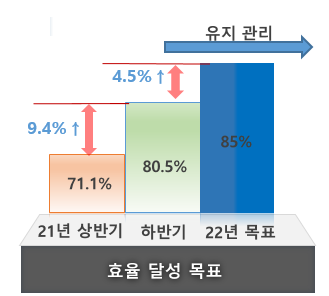 유지 관리
4.5% ↑
9.4% ↑
85%
80.5%
71.1%
21년 상반기 하반기 22년 목표
효율 달성 목표